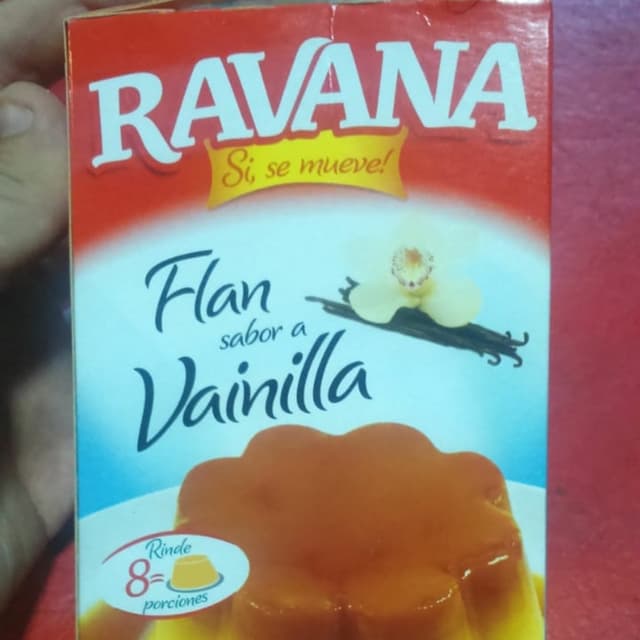 RAVANA
Si, se mueve!
Flan
sabor a
Vainilla
Rinde
8=
porciones